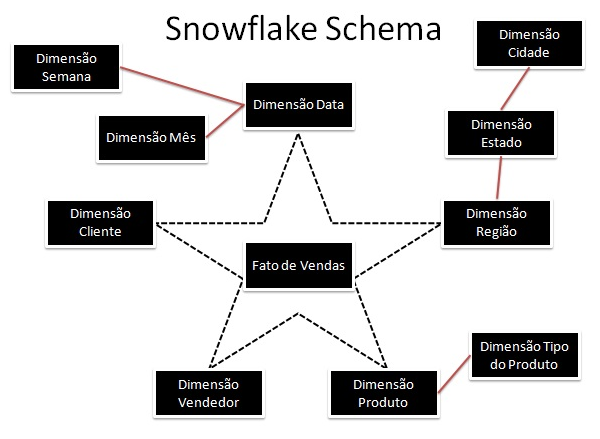 Snowflake Schema
Dimensão
Cidade
Dimensão
Semana
Dimensão Data
Dimensão Mês
Dimensão
Estado
Dimensão
Cliente
Dimensão
Região
Fato de Vendas
Dimensão Tipo
do Produto
Dimensão
Vendedor
Dimensão
Produto